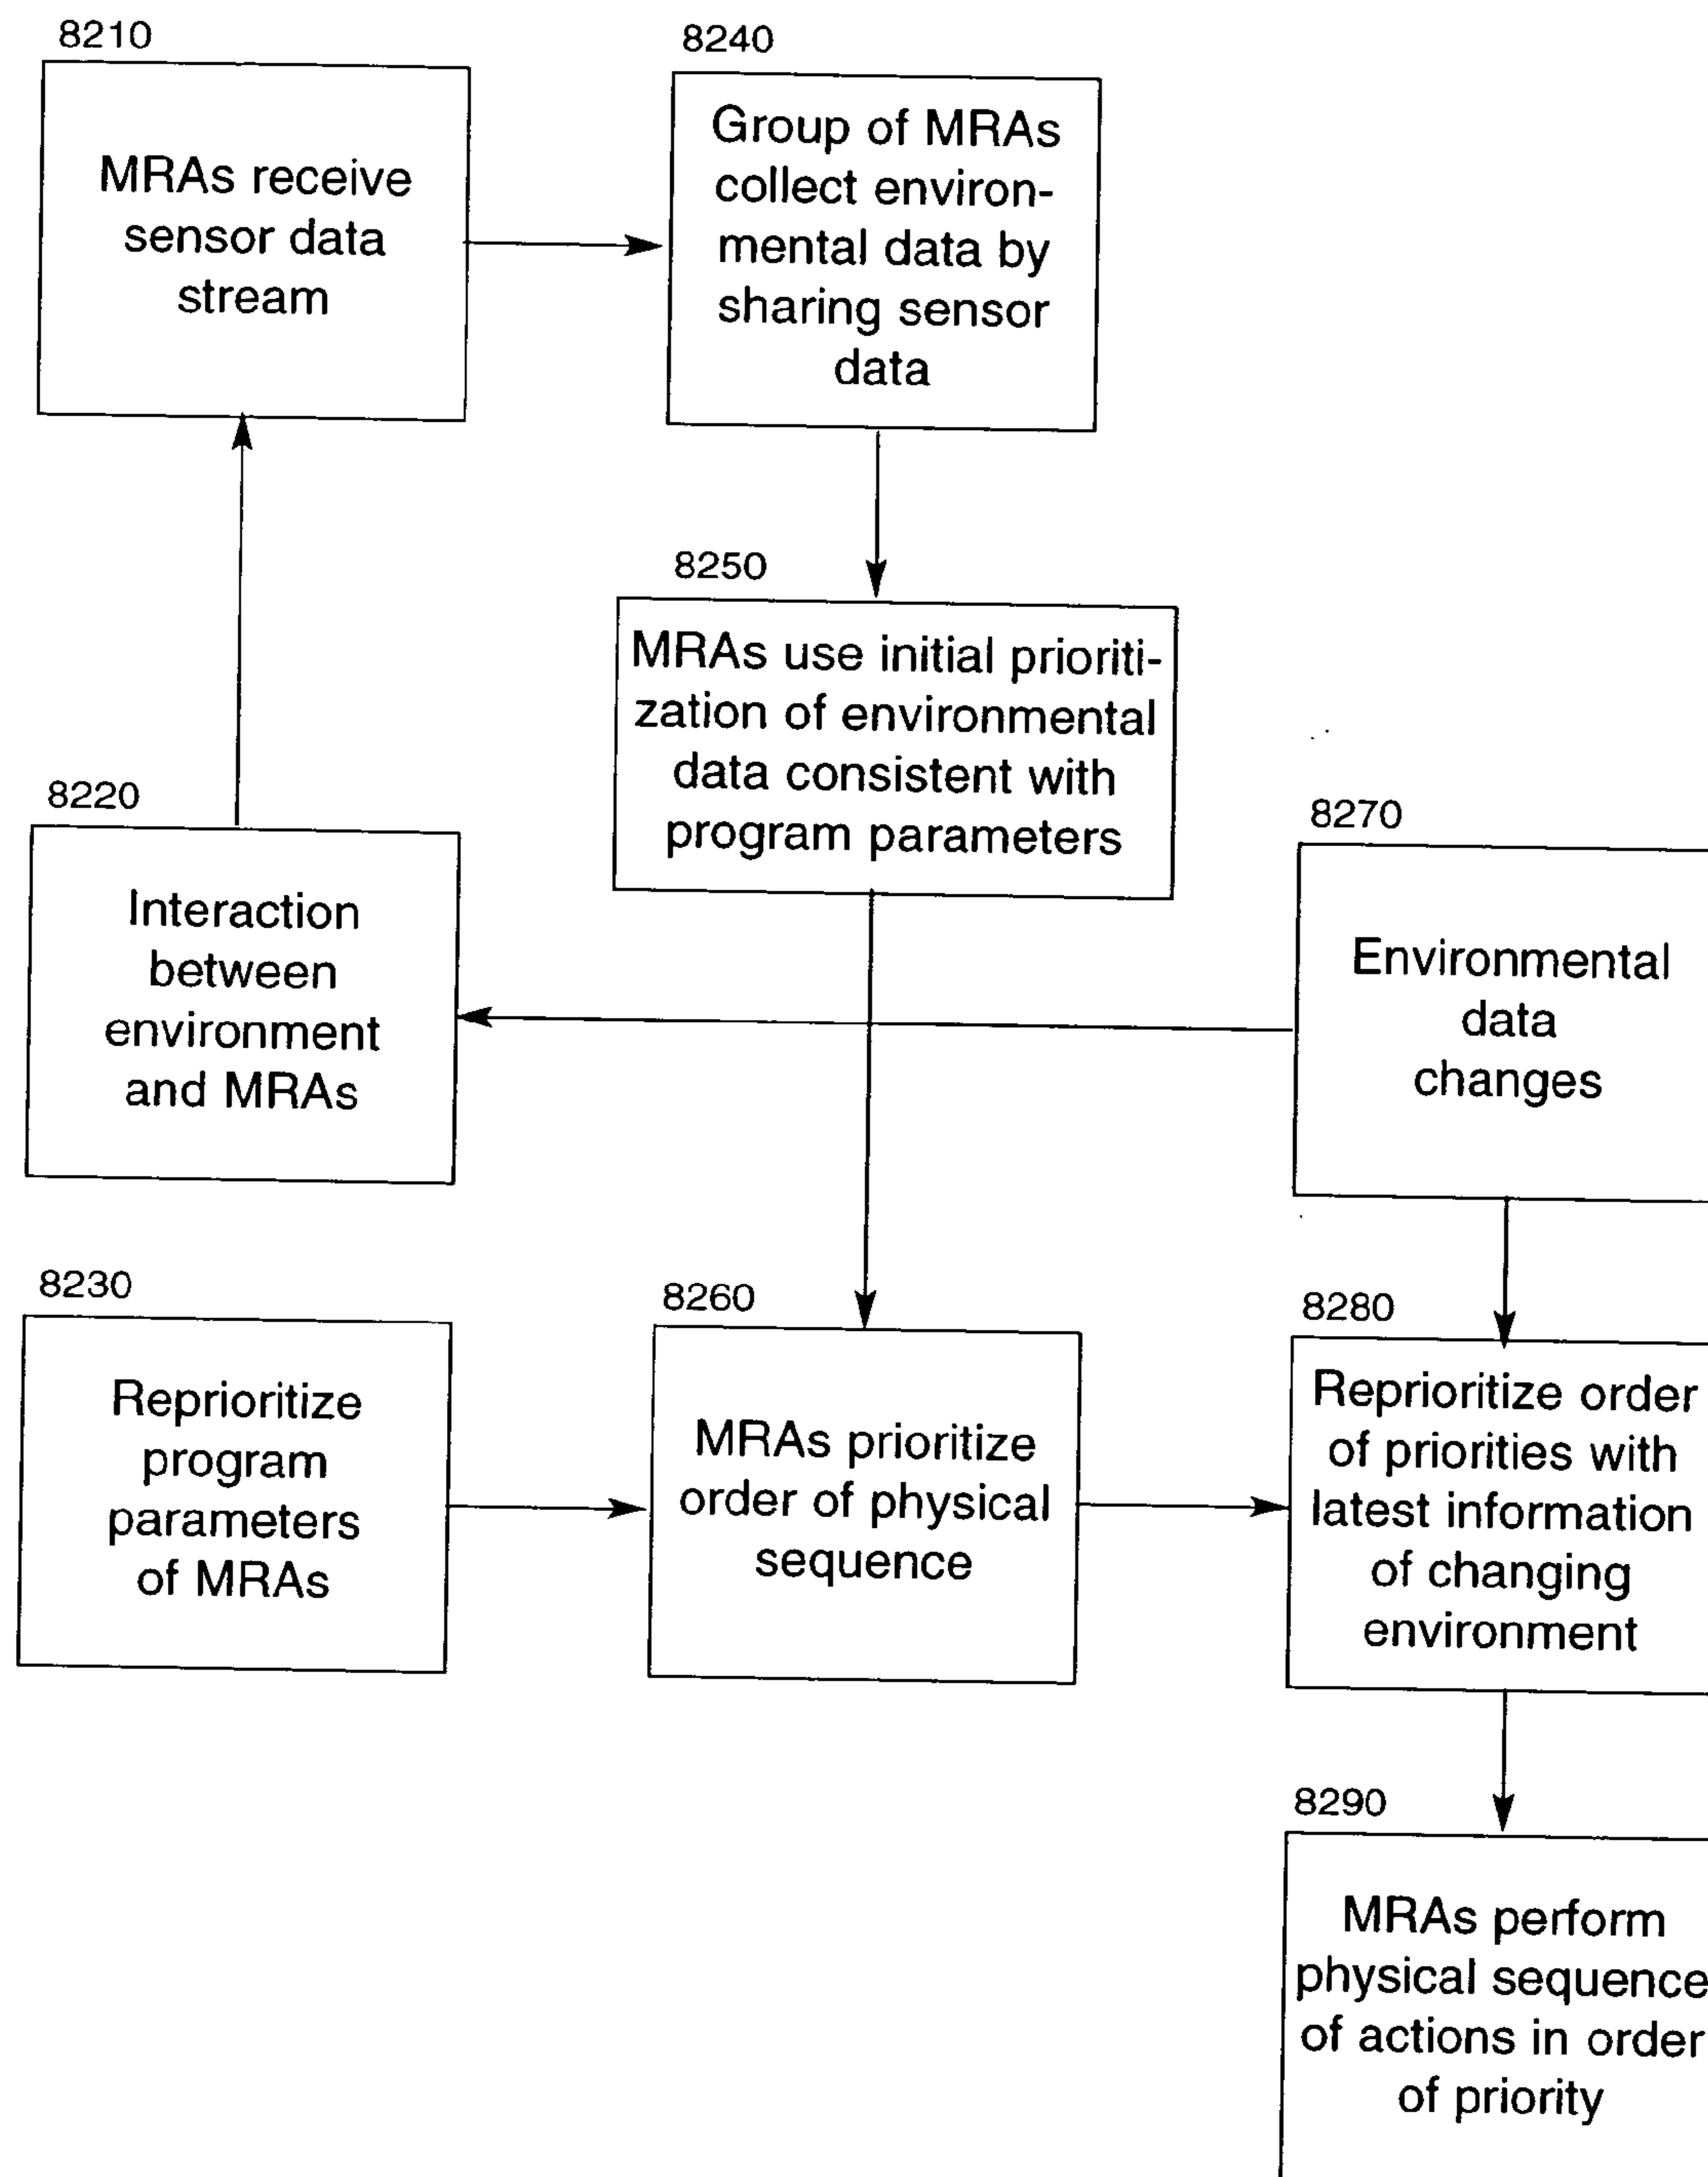 8210
MRAs receive
sensor data
stream
8240
Group of MRAs
collect environ-
mental data by
sharing sensor
data
8250
MRAs use initial prioriti-
zation of environmental
data consistent with
program parameters
8220
Interaction
between
environment
and MRAs
8270
Environmental
data
changes
8230
Reprioritize
program
parameters
of MRAs
8260
MRAs prioritize
order of physical
sequence
8280
Reprioritize order
of priorities with
latest information
of changing
environment
8290
MRAs perform
physical sequence
of actions in order
of priority